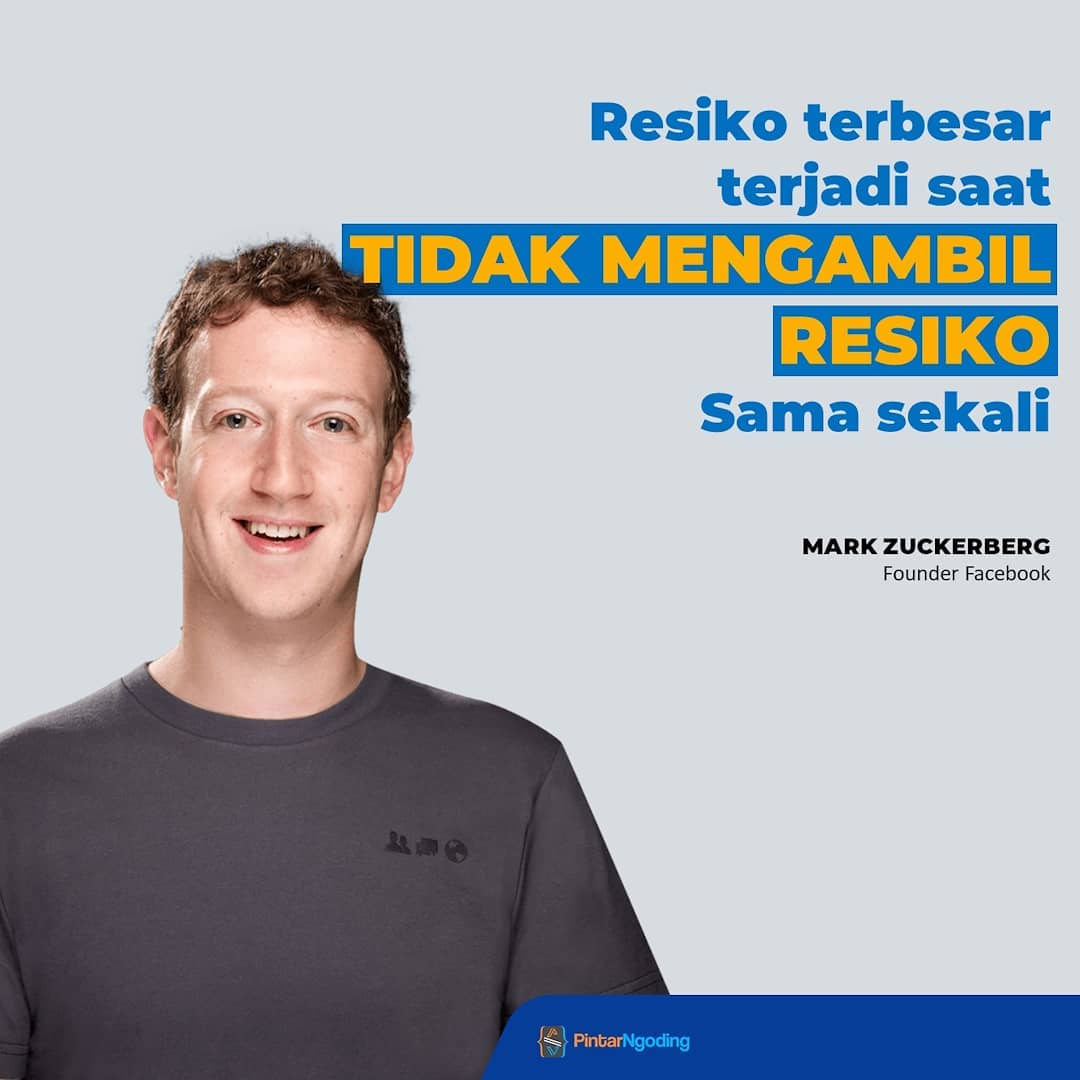 Resiko terbesar
terjadi saat
TIDAK MENGAMBIL
RESIKO
Sama sekali
MARK ZUCKERBERG
Founder Facebook
PintarNgoding